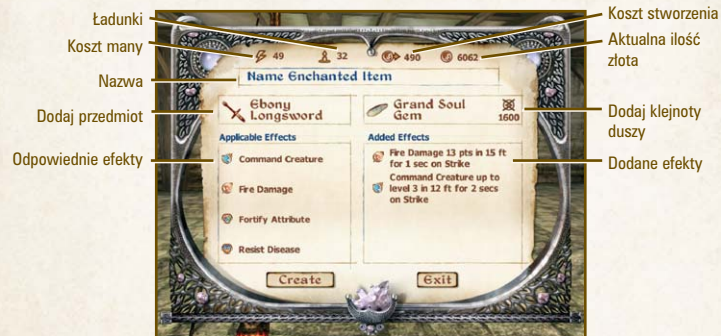 Ładunki
Koszt many
Nazwa
Dodaj przedmiot
Odpowiednie efekty
Koszt stworzenia
Aktualna ilość
złota
Dodaj klejnoty
duszy
Dodane efekty
49
32
490
6062
Name Enchanted Item
Ebony
Longsword
Grand Soul
Gem
1600
Applicable Effects
Command Creature
Fire Damage
Fortify Attribute
Resist Disease
Added Effects
Fire Damage 13 pts in 15 ft
for 1 sec on Strike
Command Creature up to
level 3 in 12 ft for 2 secs
on Strike
Create
Exit